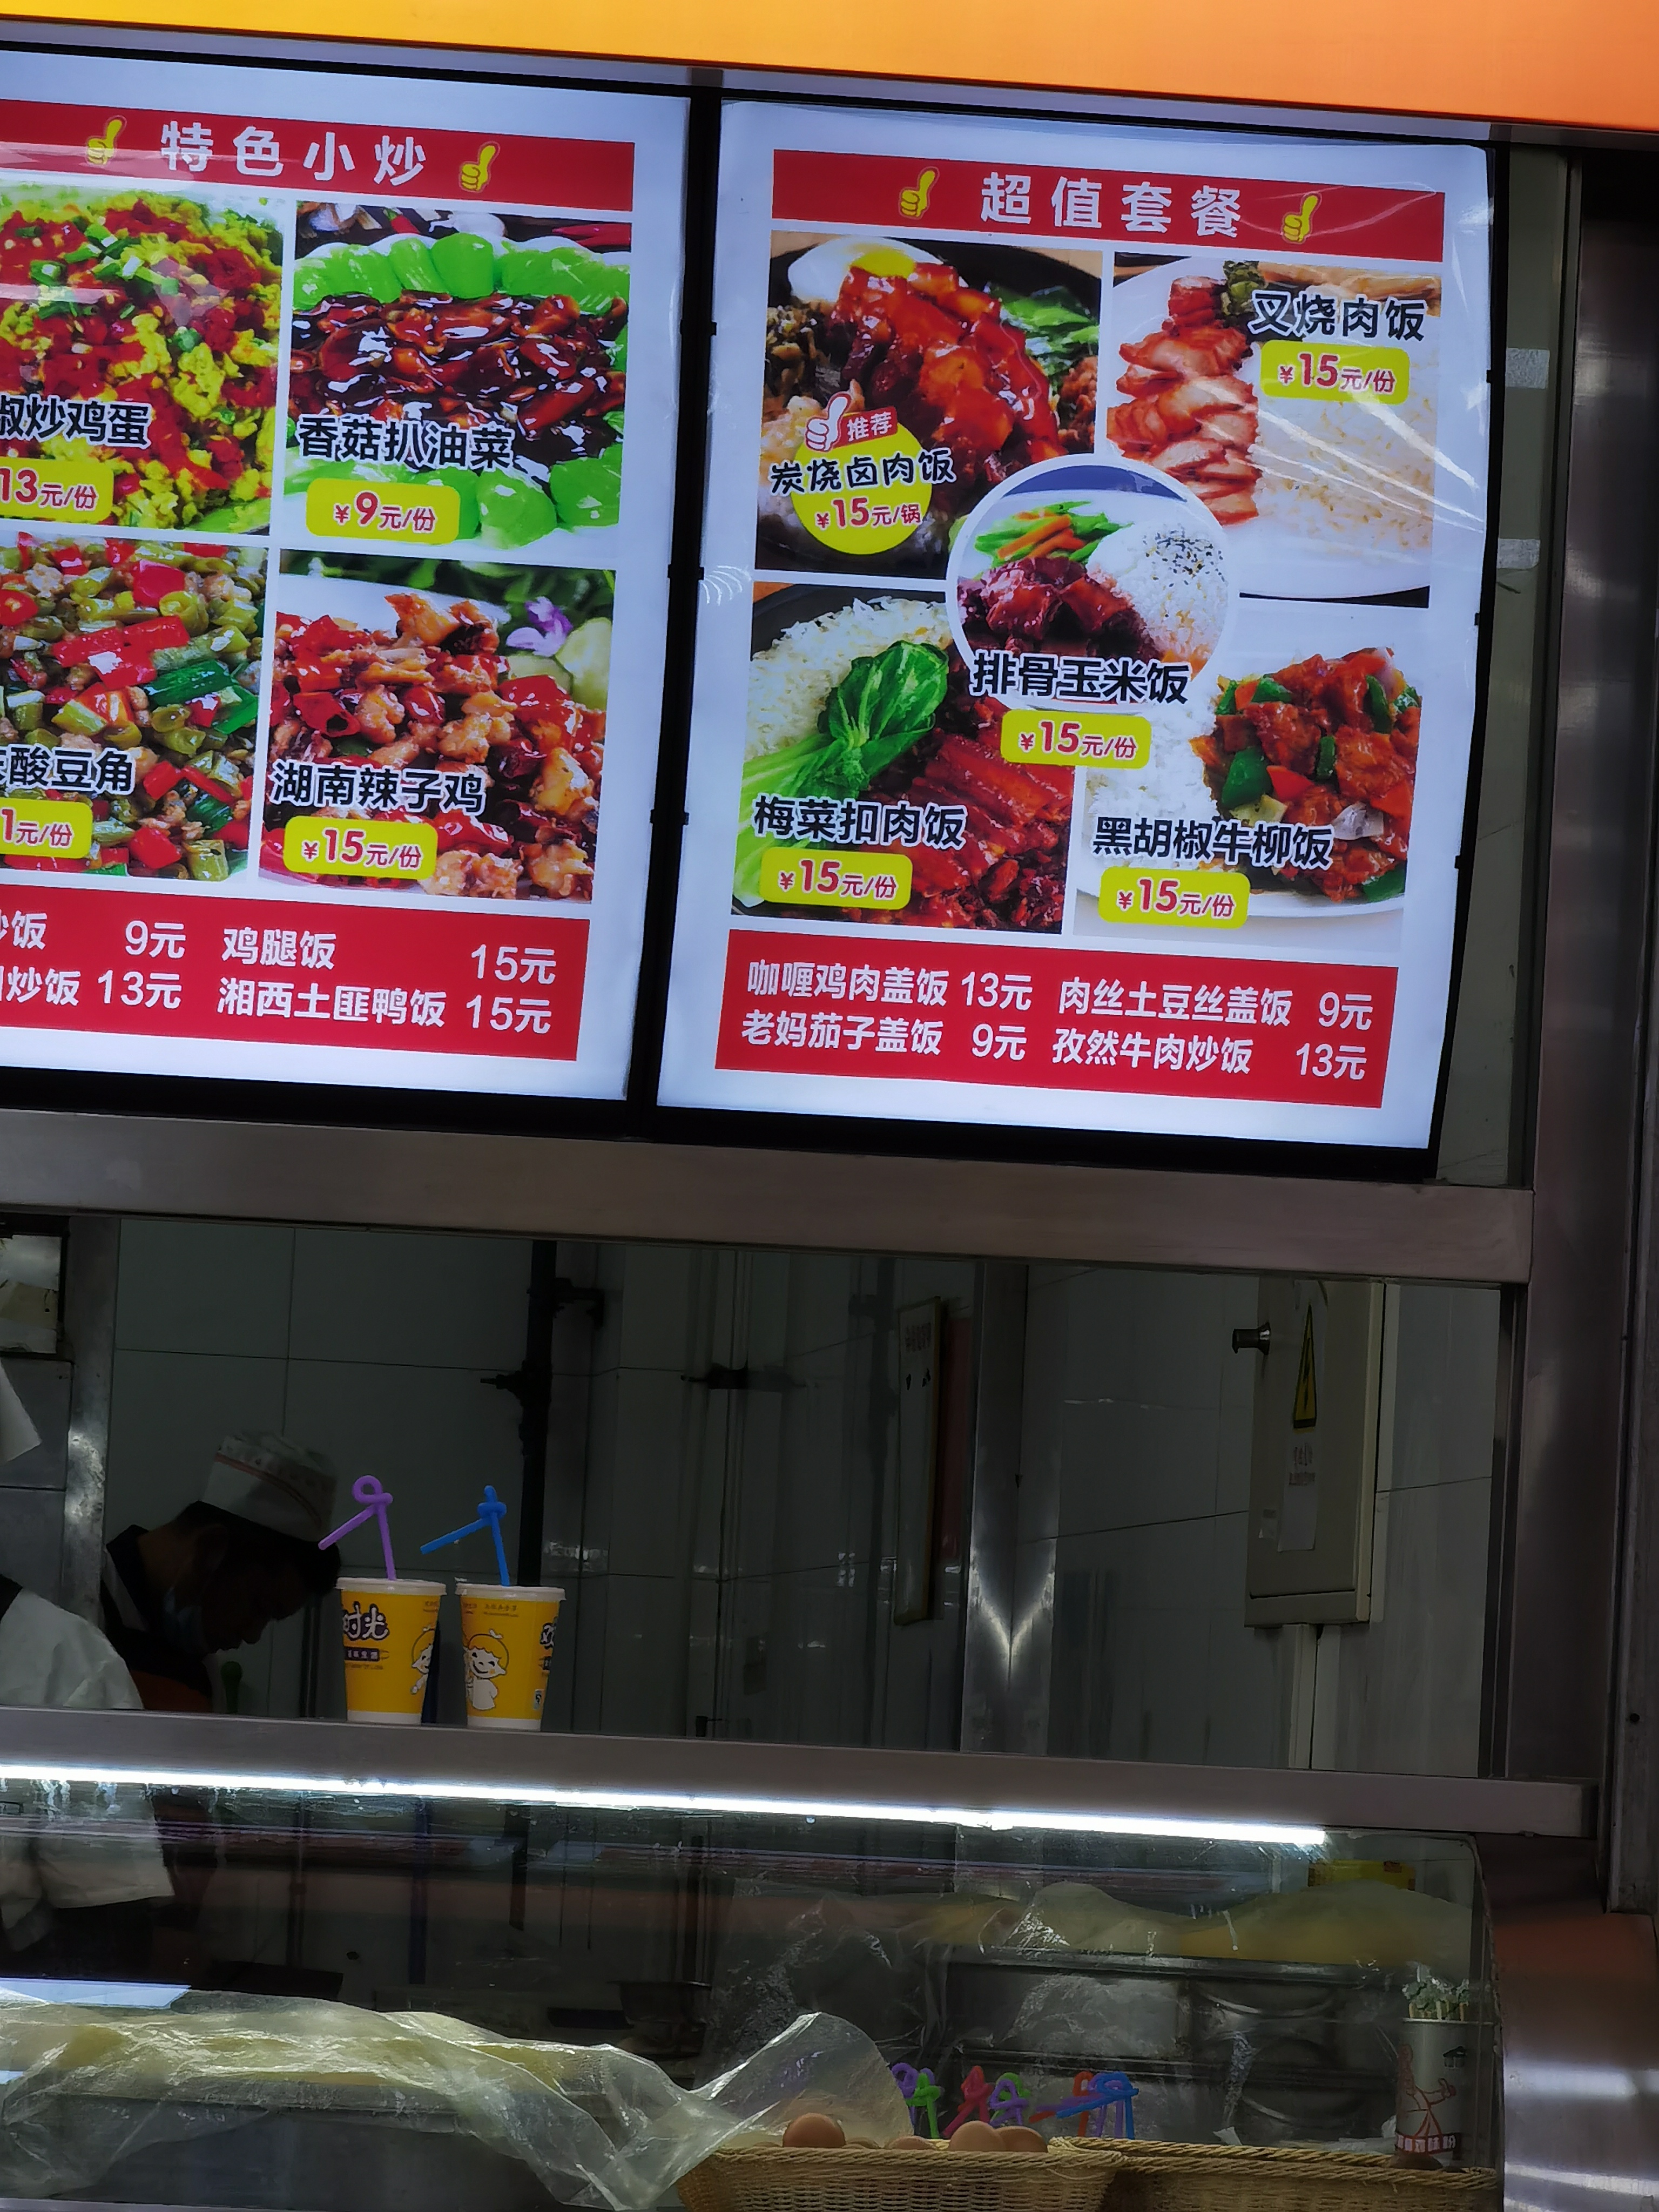 特色小炒
椒炒鸡蛋
13元/份
香菇扒油菜
¥9元/份
酸豆角
1元/份
湖南辣子鸡
¥15元/份
炒饭 9元 鸡腿饭 15元
炒饭 13元 湘西土匪鸭饭 15元
超值套餐
推荐
炭烧卤肉饭
¥15元/锅
叉烧肉饭
¥15元/份
排骨玉米饭
¥15元/份
梅菜扣肉饭
¥15元/份
黑胡椒牛柳饭
¥15元/份
咖喱鸡肉盖饭 13元 肉丝土豆丝盖饭 9元
老妈茄子盖饭 9元 孜然牛肉炒饭 13元
时光